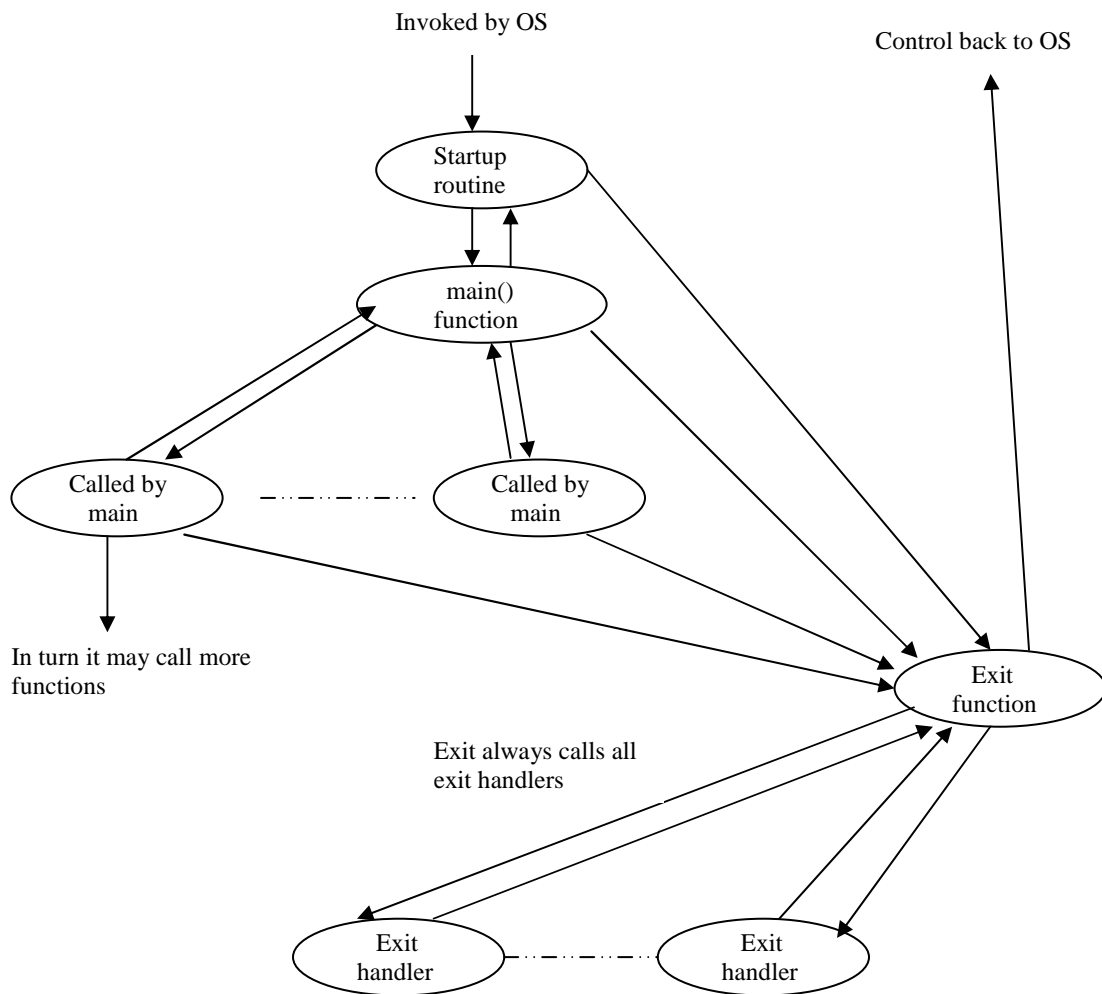 Invoked by OS
Control back to OS
Startup
routine
main()
function
Called by
main
Called by
main
In turn it may call more
functions
Exit
function
Exit always calls all
exit handlers
Exit
handler
Exit
handler